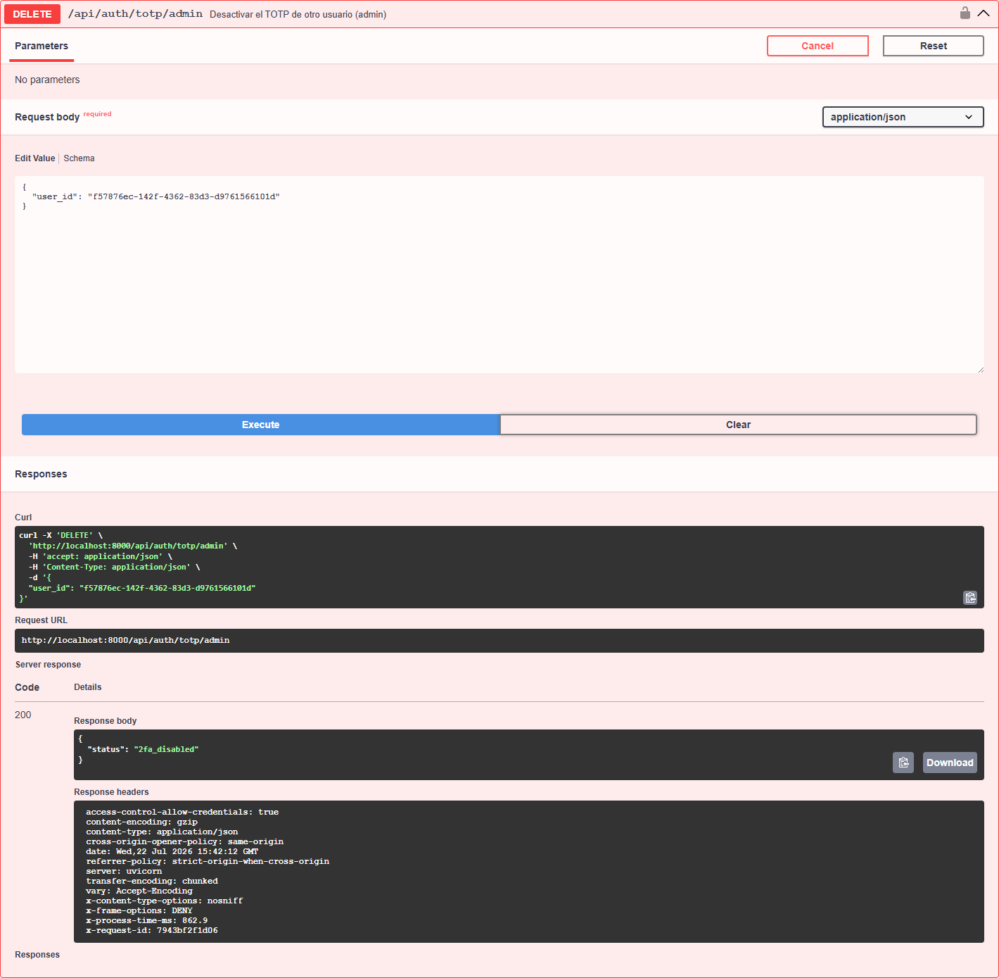 DELETE /api/auth/totp/admin Desactivar el TOTP de otro usuario (admin)
Parameters
Cancel
Reset
No parameters
Request body required
application/json
Edit Value
Schema
{
  "user_id": "f57876ec-142f-4362-83d3-d9761566101d"
}
Execute
Clear
Responses
Curl
curl -X 'DELETE' \
  'http://localhost:8000/api/auth/totp/admin' \
  -H 'accept: application/json' \
  -H 'Content-Type: application/json' \
  -d '{
  "user_id": "f57876ec-142f-4362-83d3-d9761566101d"
}'
Request URL
http://localhost:8000/api/auth/totp/admin
Server response
Code
Details
200
Response body
{
  "status": "2fa_disabled"
}
Download
Response headers
access-control-allow-credentials: true
content-encoding: gzip
content-type: application/json
cross-origin-opener-policy: same-origin
date: Wed,22 Jul 2026 15:42:12 GMT
referrer-policy: strict-origin-when-cross-origin
server: uvicorn
transfer-encoding: chunked
vary: Accept-Encoding
x-content-type-options: nosniff
x-frame-options: DENY
x-process-time-ms: 862.9
x-request-id: 7943bf2f1d06
Responses